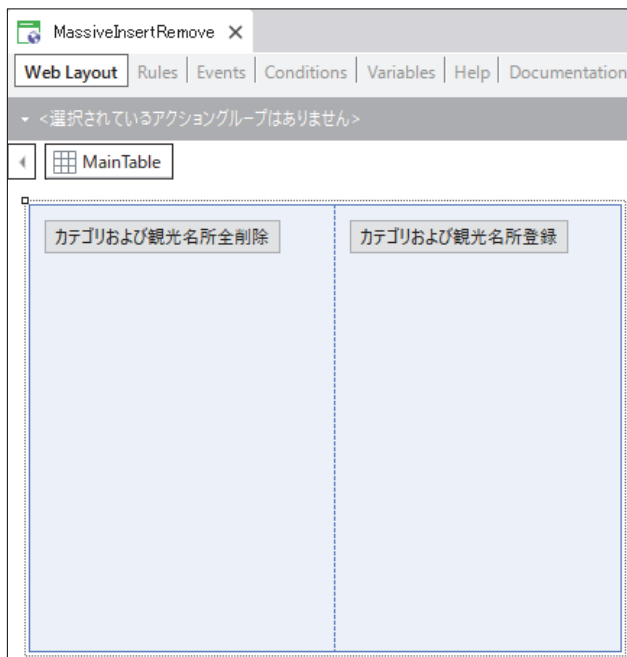 MassiveInsertRemove
Web Layout Rules Events Conditions Variables Help Documentation
<選択されているアクショングループはありません>
MainTable
カテゴリおよび観光名所全削除 カテゴリおよび観光名所登録